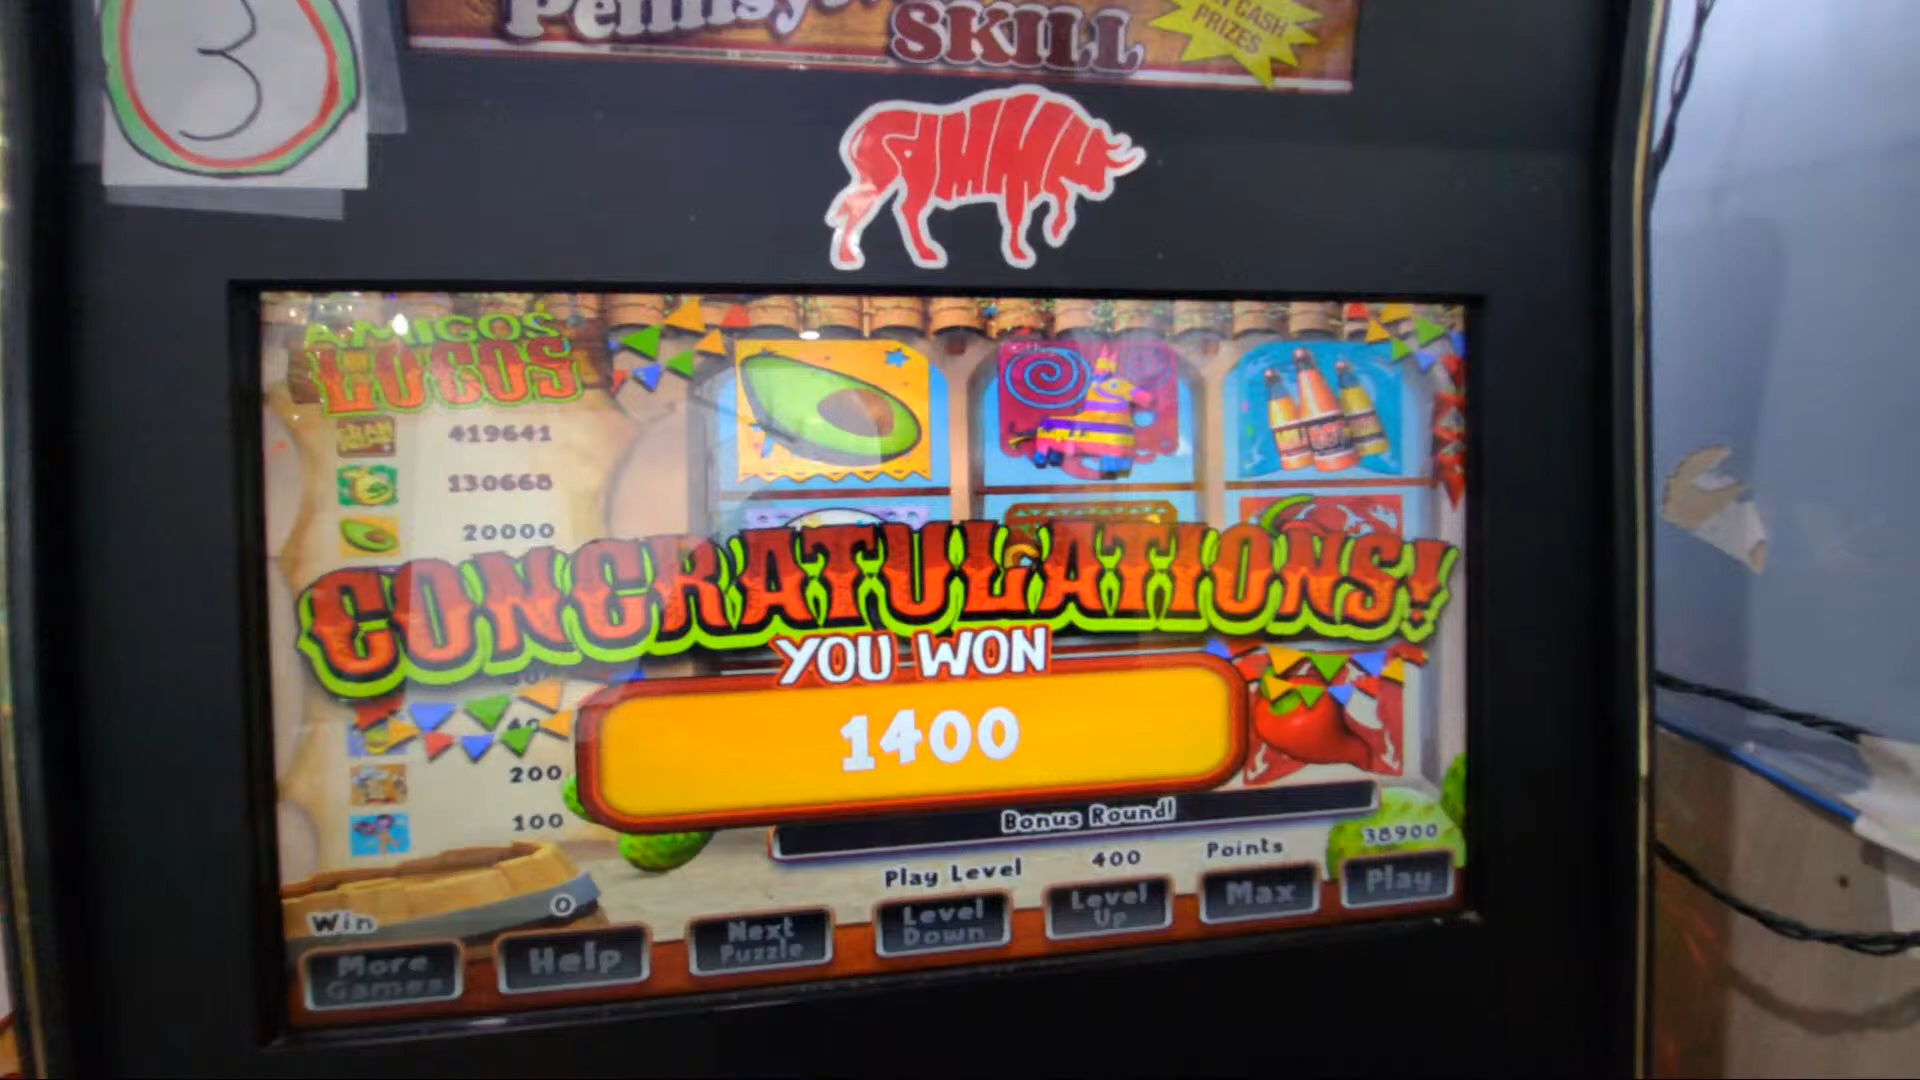 3
SKILL
CASH
PRIZES
AMIGOS
LOCOS
419641
130668
20000
CONGRATULATIONS!
YOU WON
1400
200
100
Bonus Round!
Play Level 400 Points 38900
Win 0
More Games
Help
Next Puzzle
Level Down
Level Up
Max
Play